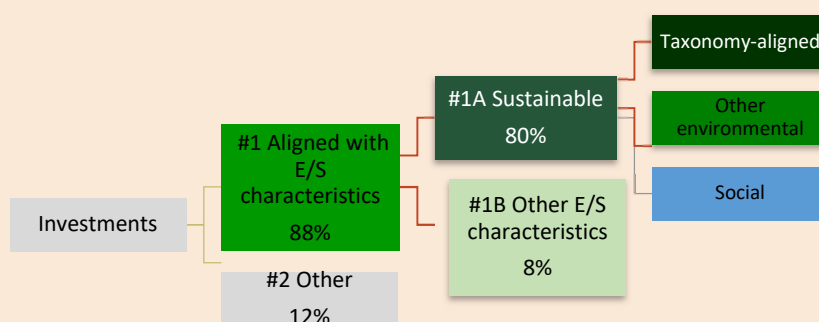 Investments
#1 Aligned with
E/S
characteristics
88%
#2 Other
12%
#1A Sustainable
80%
#1B Other E/S
characteristics
8%
Taxonomy-aligned
Other
environmental
Social